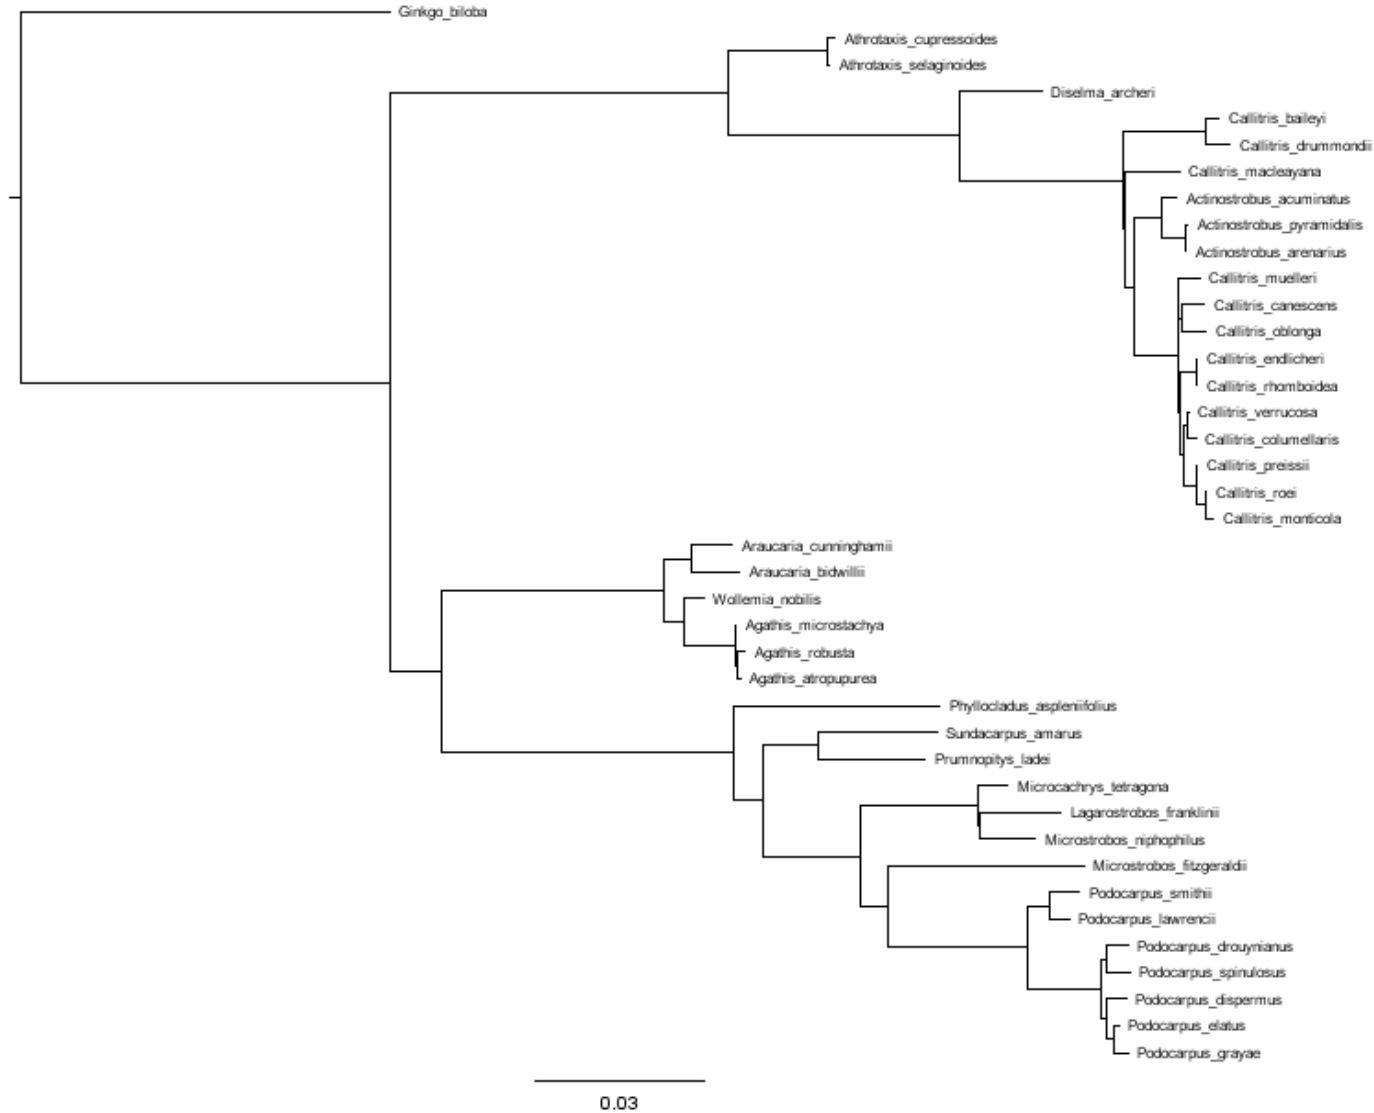 Ginkgo_biloba
Athrotaxis_cupressoides
Athrotaxis_selaginoides
Diselma_archeri
Callitris_baileyi
Callitris_drummondii
Callitris_macleayana
Actinostrobus_acuminatus
Actinostrobus_pyramidalis
Actinostrobus_arenarius
Callitris_muelleri
Callitris_canescens
Callitris_oblonga
Callitris_endlicheri
Callitris_rhomboidea
Callitris_verrucosa
Callitris_columellaris
Callitris_preissii
Callitris_roei
Callitris_monticola
Araucaria_cunninghamii
Araucaria_bidwillii
Wollemia_nobilis
Agathis_microstachya
Agathis_robusta
Agathis_atropupurea
Phyllocladus_aspleniifolius
Sundacarpus_amarus
Prumnopitys_ladei
Microcachrys_tetragona
Lagarostrobos_franklinii
Microstrobos_niphophilus
Microstrobos_fitzgeraldii
Podocarpus_smithii
Podocarpus_lawrencii
Podocarpus_drouynianus
Podocarpus_spinulosus
Podocarpus_dispermus
Podocarpus_elatus
Podocarpus_grayae
0.03